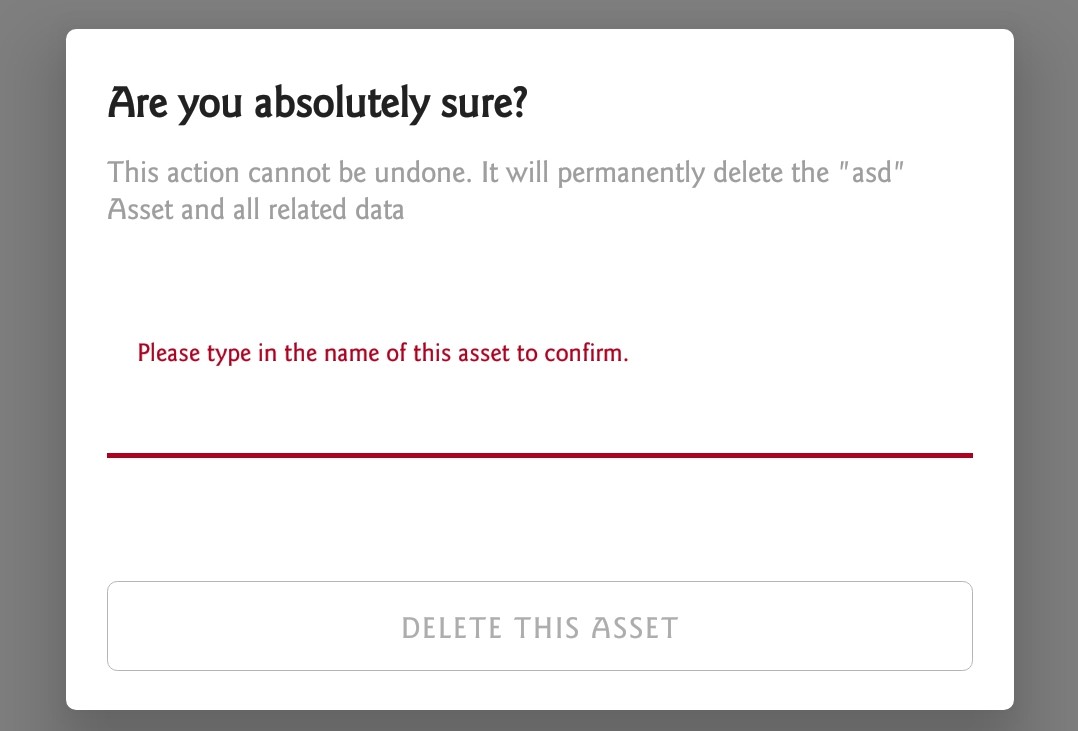 Are you absolutely sure?
This action cannot be undone. It will permanently delete the "asd"
Asset and all related data
Please type in the name of this asset to confirm.
DELETE THIS ASSET